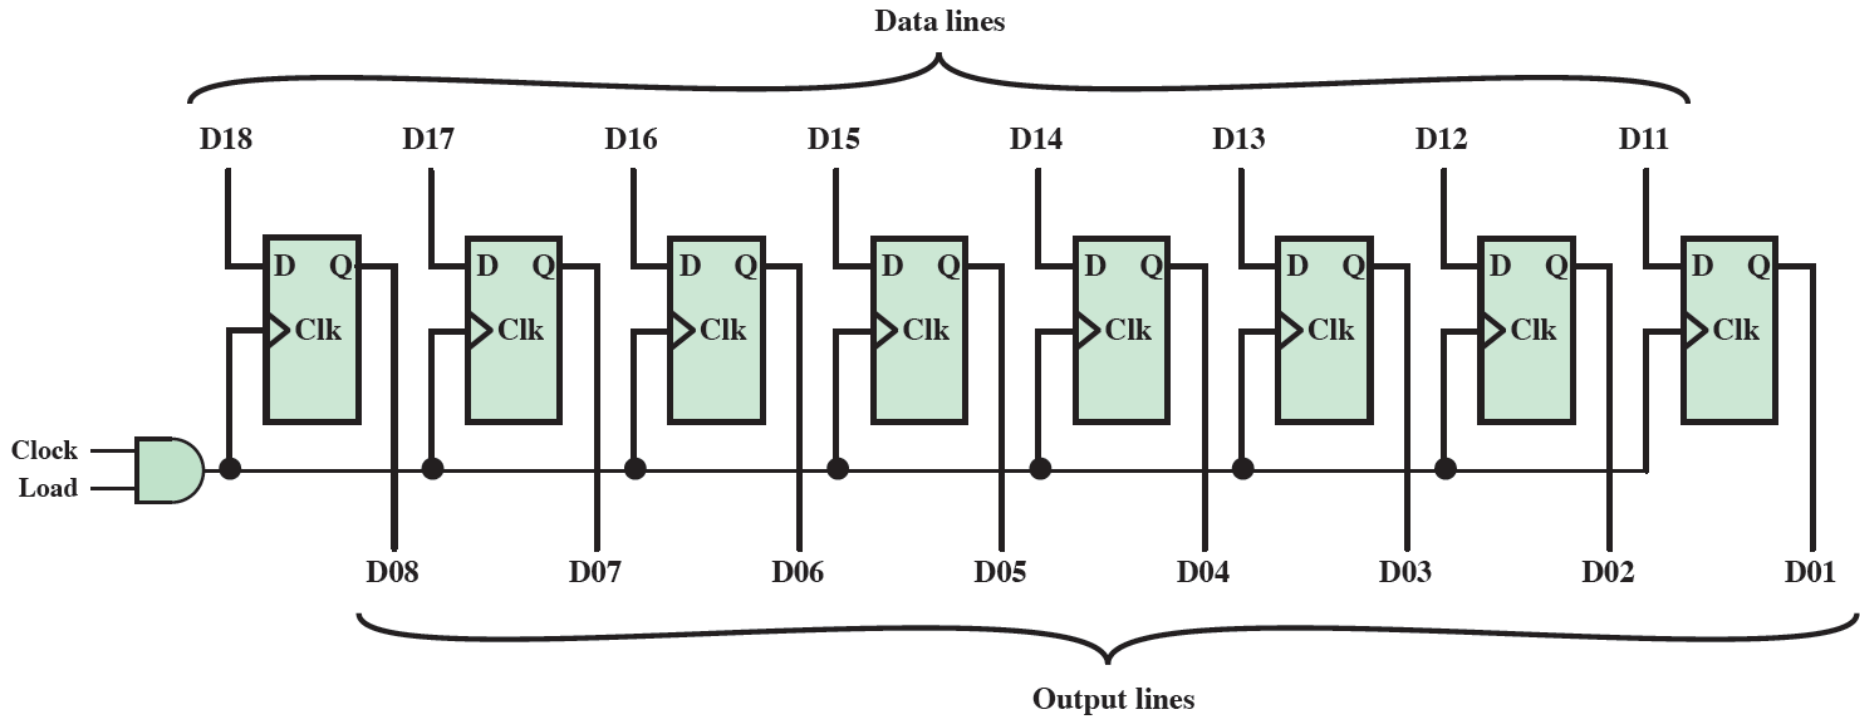 Data lines
D18 D17 D16 D15 D14 D13 D12 D11
D Q D Q D Q D Q D Q D Q D Q D Q
Clk Clk Clk Clk Clk Clk Clk Clk
Clock
Load
D08 D07 D06 D05 D04 D03 D02 D01
Output lines